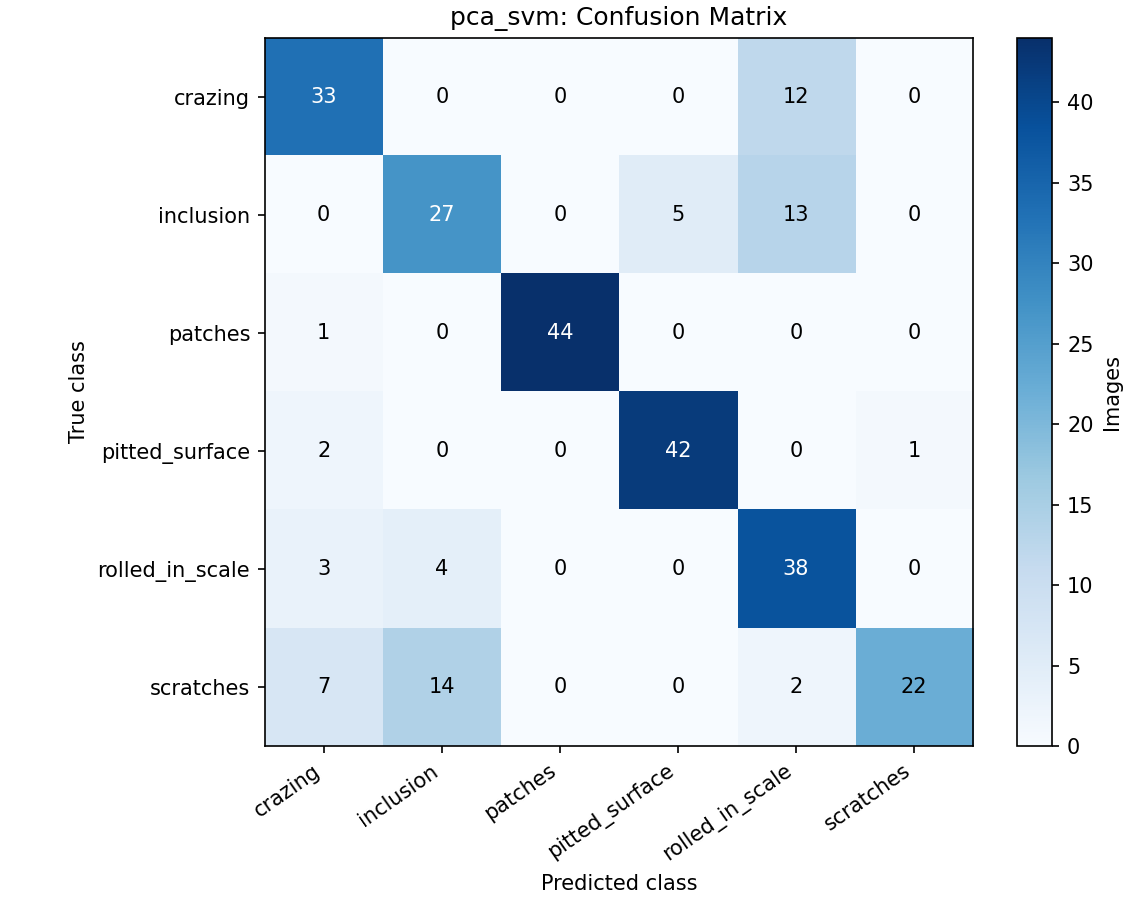 pca_svm: Confusion Matrix
True class
crazing 33 0 0 0 12 0
inclusion 0 27 0 5 13 0
patches 1 0 44 0 0 0
pitted_surface 2 0 0 42 0 1
rolled_in_scale 3 4 0 0 38 0
scratches 7 14 0 0 2 22
crazing inclusion patches pitted_surface rolled_in_scale scratches
Predicted class
40
35
30
25
20
15
10
5
0
Images